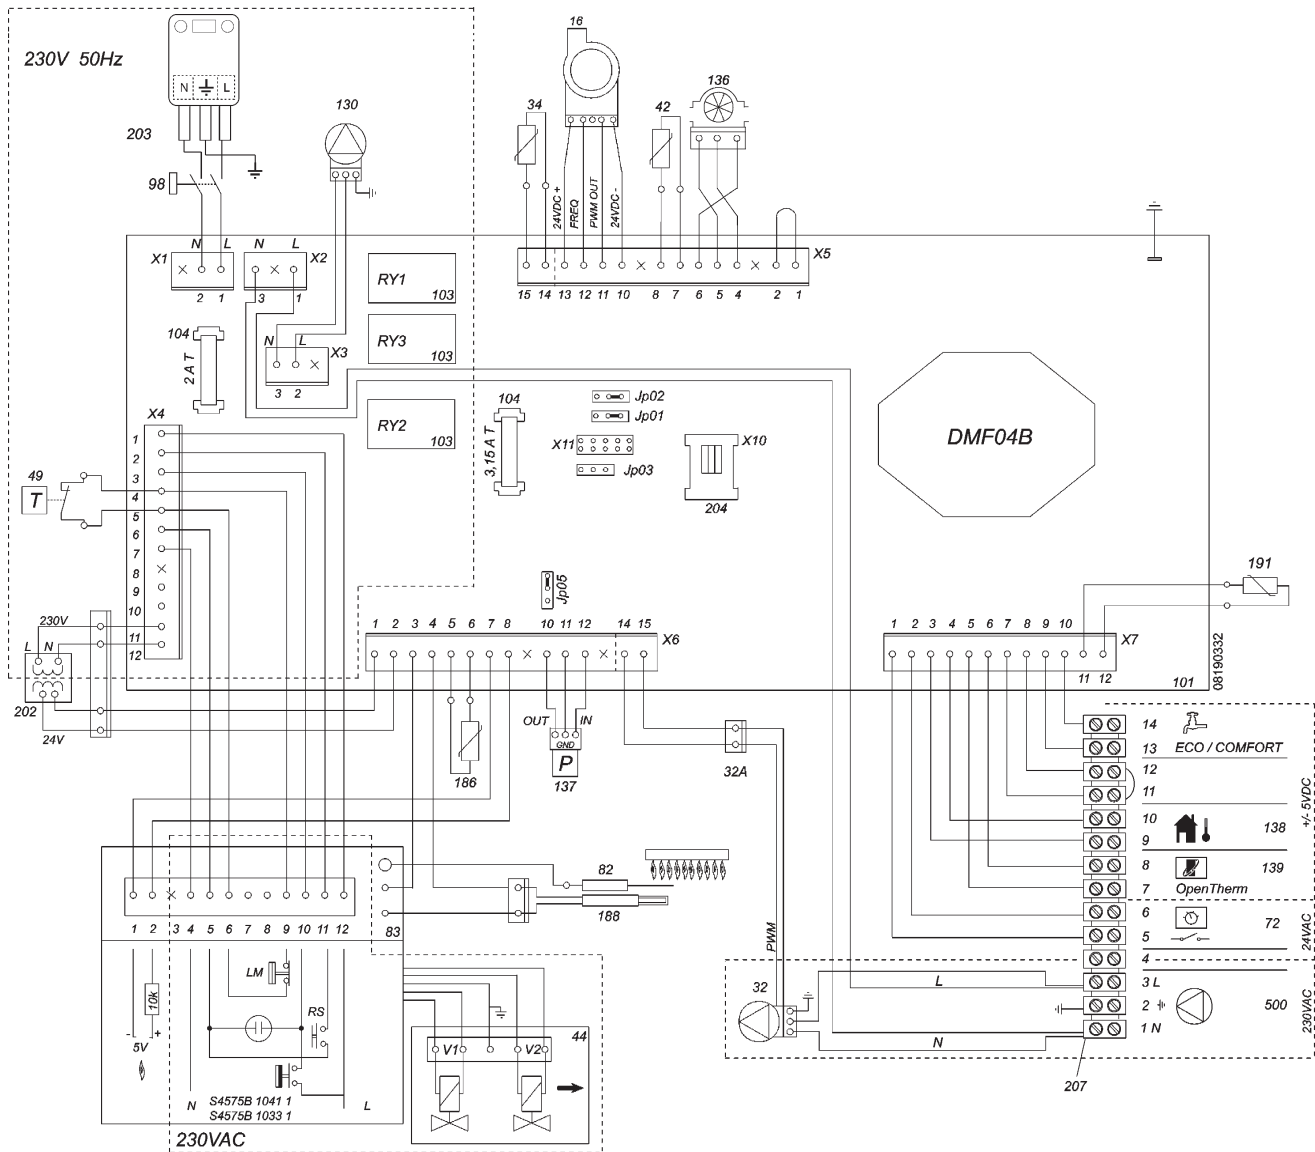 230V 50Hz
N L
203
98
130
16
34
42
136
24VDC +
FREQ
PWM OUT
24VDC -
X1
N L
2 1
N L
X2
3 1
RY1
103
RY3
103
RY2
103
N L
X3
3 2
104
2 A T
X5
15 14 13 12 11 10 8 7 6 5 4 2 1
104
3,15 A T
Jp02
Jp01
X11
Jp03
X10
204
DMF04B
X4
1
2
3
4
5
6
7
8
9
10
11
12
49
T
230V
L N
202
24V
Jp05
1 2 3 4 5 6 7 8 10 11 12 14 15
X6
OUT
IN
GND
P
137
186
32A
PWM
1 2 3 4 5 6 7 8 9 10
X7
11 12
191
101
08190332
14
13 ECO / COMFORT
12
11
10
138
9
8
139
7 OpenTherm
6
72
5
4
3 L
2
500
1 N
+/- 5VDC
24VAC
230VAC
207
32
L
N
82
188
83
1 2 3 4 5 6 7 8 9 10 11 12
LM
RS
10k
- +
5V
N
L
S4575B 1041 1
S4575B 1033 1
230VAC
44
V1 V2